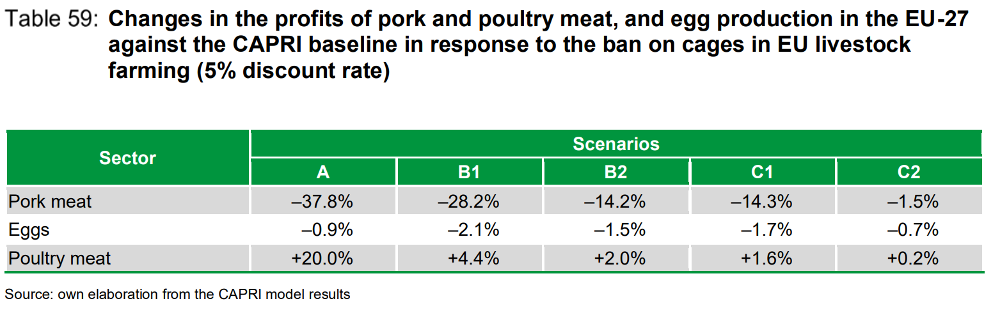 Table 59: Changes in the profits of pork and poultry meat, and egg production in the EU-27
against the CAPRI baseline in response to the ban on cages in EU livestock
farming (5% discount rate)
Sector Scenarios
A B1 B2 C1 C2
Pork meat –37.8% –28.2% –14.2% –14.3% –1.5%
Eggs –0.9% –2.1% –1.5% –1.7% –0.7%
Poultry meat +20.0% +4.4% +2.0% +1.6% +0.2%
Source: own elaboration from the CAPRI model results